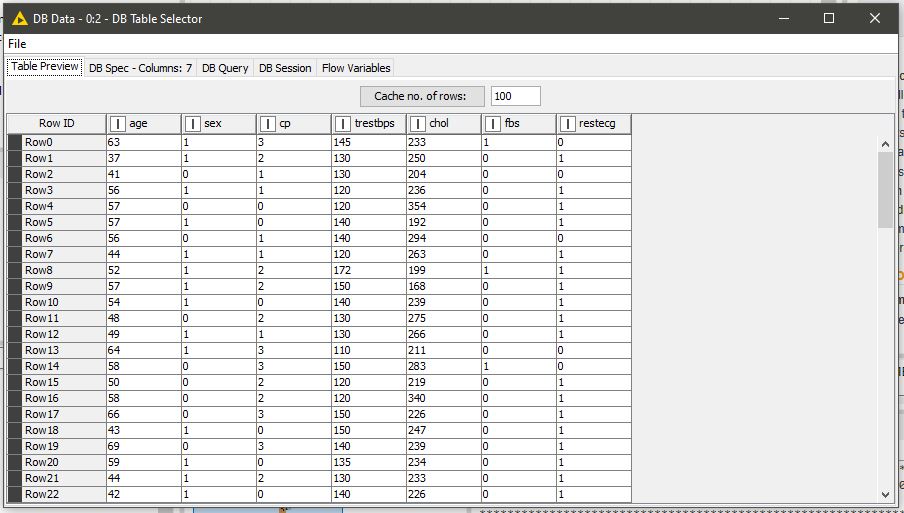 DB Data - 0:2 - DB Table Selector
File
Table Preview DB Spec - Columns: 7 DB Query DB Session Flow Variables
Cache no. of rows: 100
Row ID I age I sex I cp I trestbps I chol I fbs I restecg
Row0 63 1 3 145 233 1 0
Row1 37 1 2 130 250 0 1
Row2 41 0 1 130 204 0 0
Row3 56 1 1 120 236 0 1
Row4 57 0 0 120 354 0 1
Row5 57 1 0 140 192 0 1
Row6 56 0 1 140 294 0 0
Row7 44 1 1 120 263 0 1
Row8 52 1 2 172 199 1 1
Row9 57 1 2 150 168 0 1
Row10 54 1 0 140 239 0 1
Row11 48 0 2 130 275 0 1
Row12 49 1 1 130 266 0 1
Row13 64 1 3 110 211 0 0
Row14 58 0 3 150 283 1 0
Row15 50 0 2 120 219 0 1
Row16 58 0 2 120 340 0 1
Row17 66 0 3 150 226 0 1
Row18 43 1 0 150 247 0 1
Row19 69 0 3 140 239 0 1
Row20 59 1 0 135 234 0 1
Row21 44 1 2 130 233 0 1
Row22 42 1 0 140 226 0 1